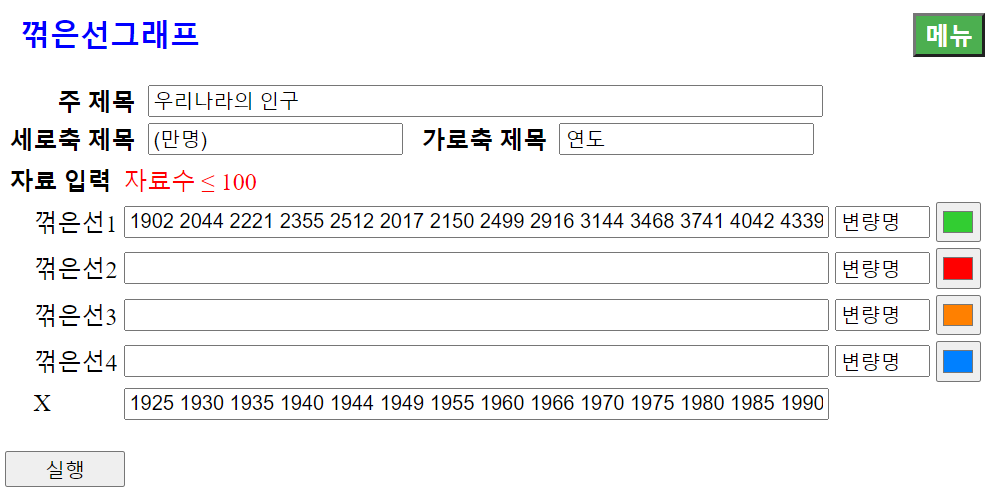 꺾은선그래프 메뉴
주 제목 우리나라의 인구
세로축 제목 (만명) 가로축 제목 연도
자료 입력 자료수 ≤ 100
꺾은선1 1902 2044 2221 2355 2512 2017 2150 2499 2916 3144 3468 3741 4042 4339 변량명
꺾은선2 변량명
꺾은선3 변량명
꺾은선4 변량명
X 1925 1930 1935 1940 1944 1949 1955 1960 1966 1970 1975 1980 1985 1990
실행